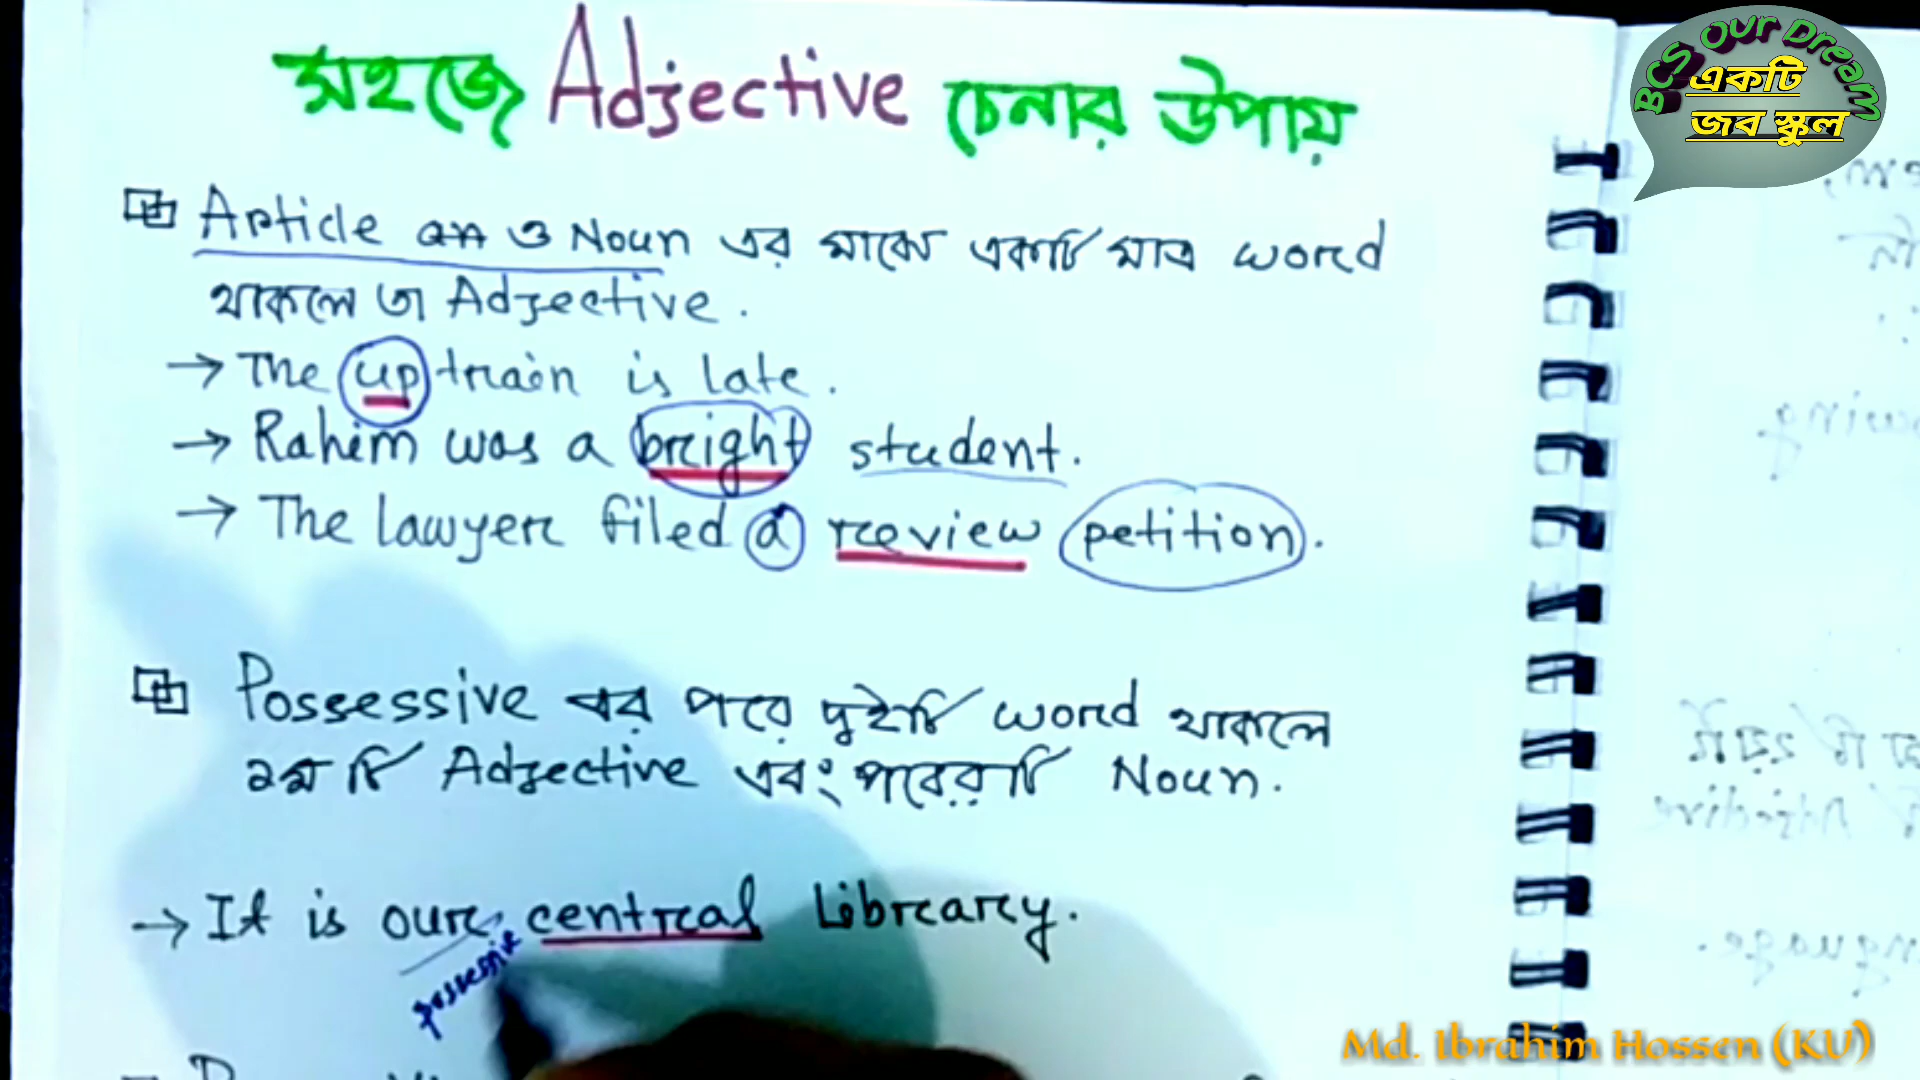 সহজে Adjective চেনার উপায়
BCS Our Dream
একটি
জব স্কুল
Article ও Noun এর মাঝে একটি মাত্র word
থাকলে তা Adjective.
→ The up train is late.
→ Rahim was a bright student.
→ The lawyer filed a review petition.
Possessive এর পরে দুইটি word থাকলে
১ম টি Adjective এবং পরেরটি Noun.
→ It is our central Library.
possessive
Md. Ibrahim Hossen (KU)